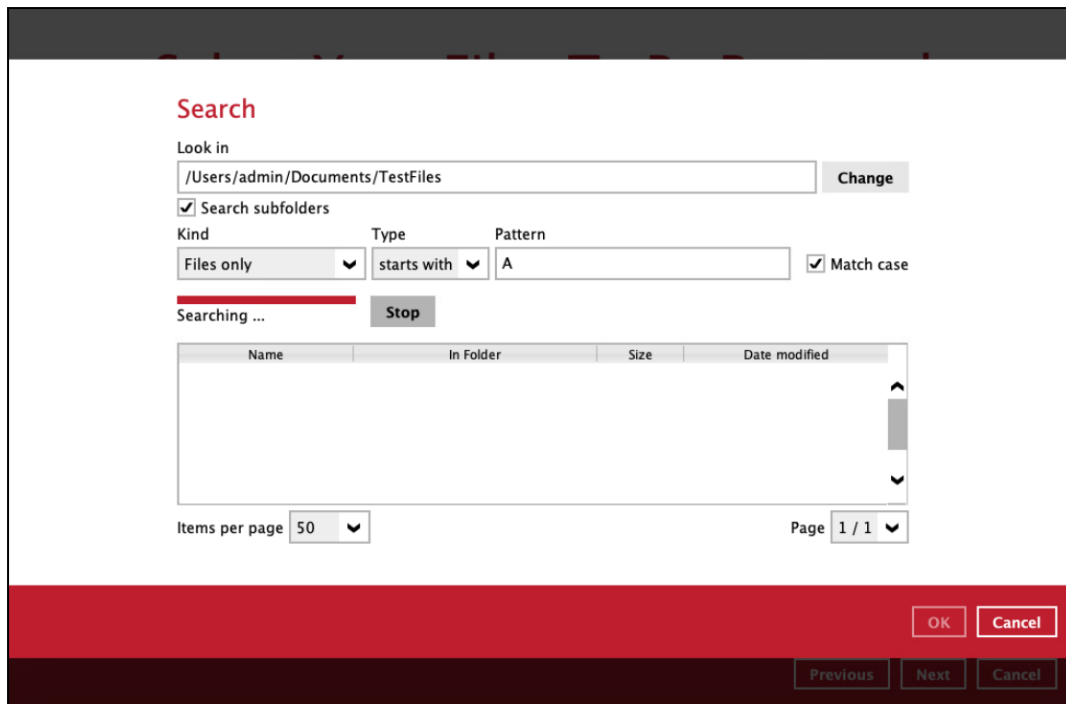 Search
Look in
/Users/admin/Documents/TestFiles
Change
Search subfolders
Kind Type Pattern
Files only starts with A Match case
Searching ... Stop
Name In Folder Size Date modified
Items per page 50 Page 1 / 1
OK Cancel
Previous Next Cancel